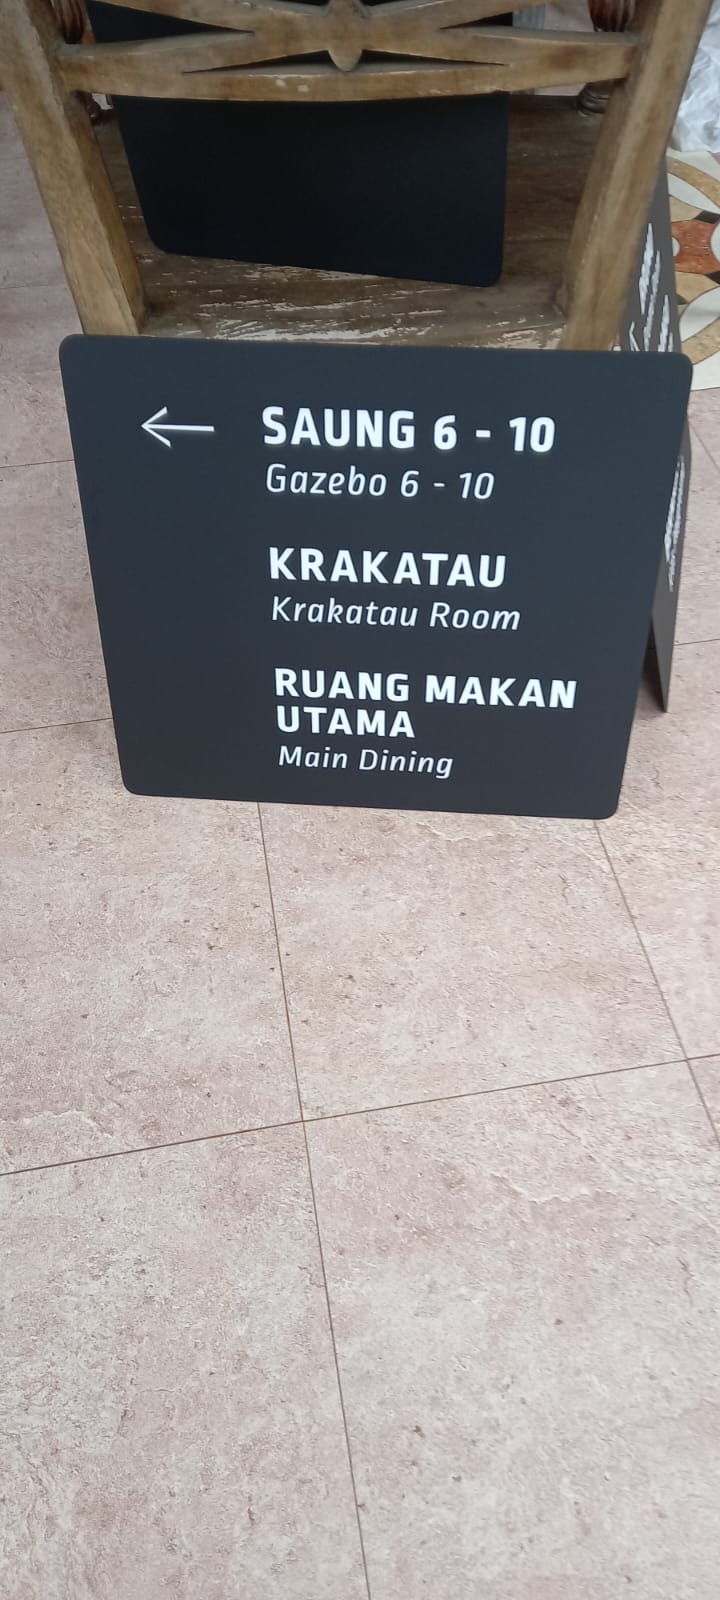 ← SAUNG 6 - 10
Gazebo 6 - 10
KRAKATAU
Krakatau Room
RUANG MAKAN
UTAMA
Main Dining